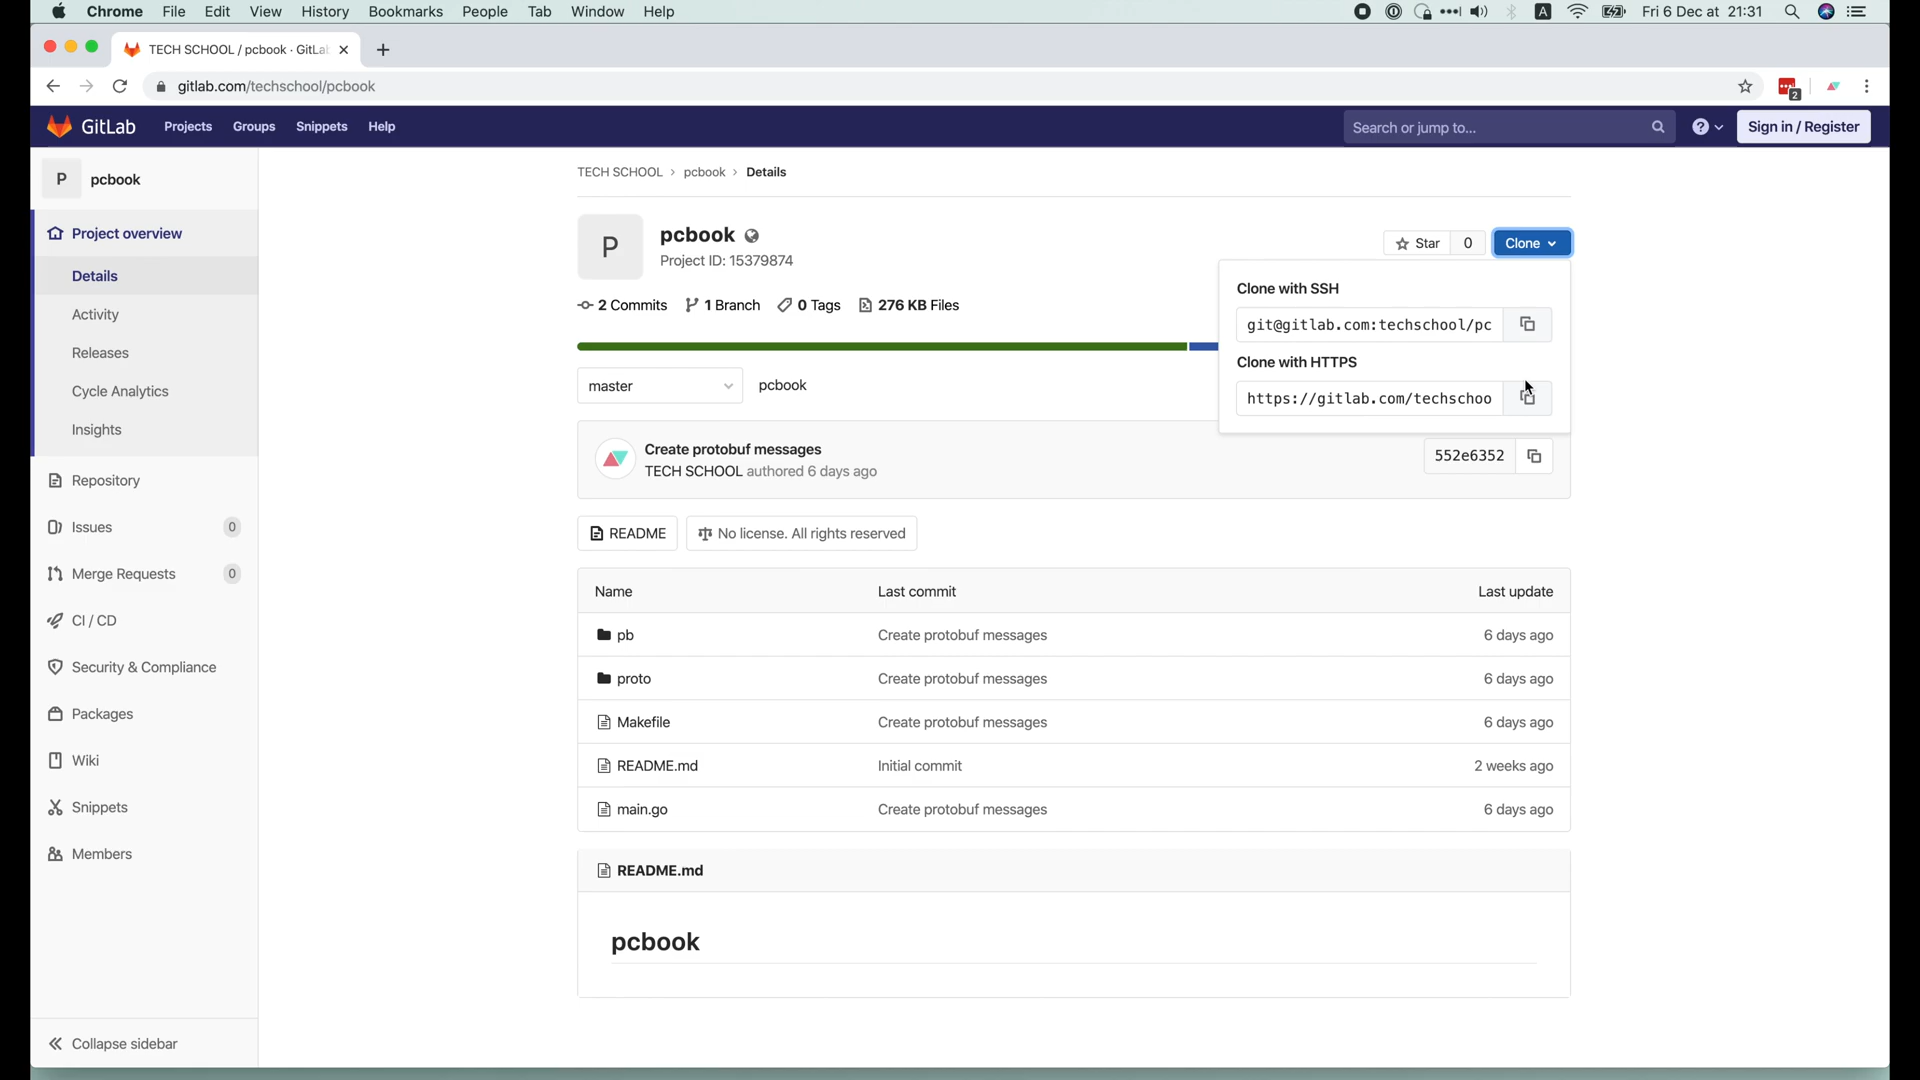 Chrome File Edit View History Bookmarks People Tab Window Help A Fri 6 Dec at 21:31
TECH SCHOOL / pcbook · GitLa
gitlab.com/techschool/pcbook 2
GitLab Projects Groups Snippets Help Search or jump to... Sign in / Register
P pcbook
TECH SCHOOL > pcbook > Details
Project overview
Details
Activity
Releases
Cycle Analytics
Insights
Repository
Issues 0
Merge Requests 0
CI / CD
Security & Compliance
Packages
Wiki
Snippets
Members
Collapse sidebar
P pcbook
Project ID: 15379874
Star 0 Clone
2 Commits 1 Branch 0 Tags 276 KB Files
Clone with SSH
git@gitlab.com:techschool/pc
Clone with HTTPS
https://gitlab.com/techschoo
master pcbook
Create protobuf messages
TECH SCHOOL authored 6 days ago
552e6352
README No license. All rights reserved
Name Last commit Last update
pb Create protobuf messages 6 days ago
proto Create protobuf messages 6 days ago
Makefile Create protobuf messages 6 days ago
README.md Initial commit 2 weeks ago
main.go Create protobuf messages 6 days ago
README.md
pcbook